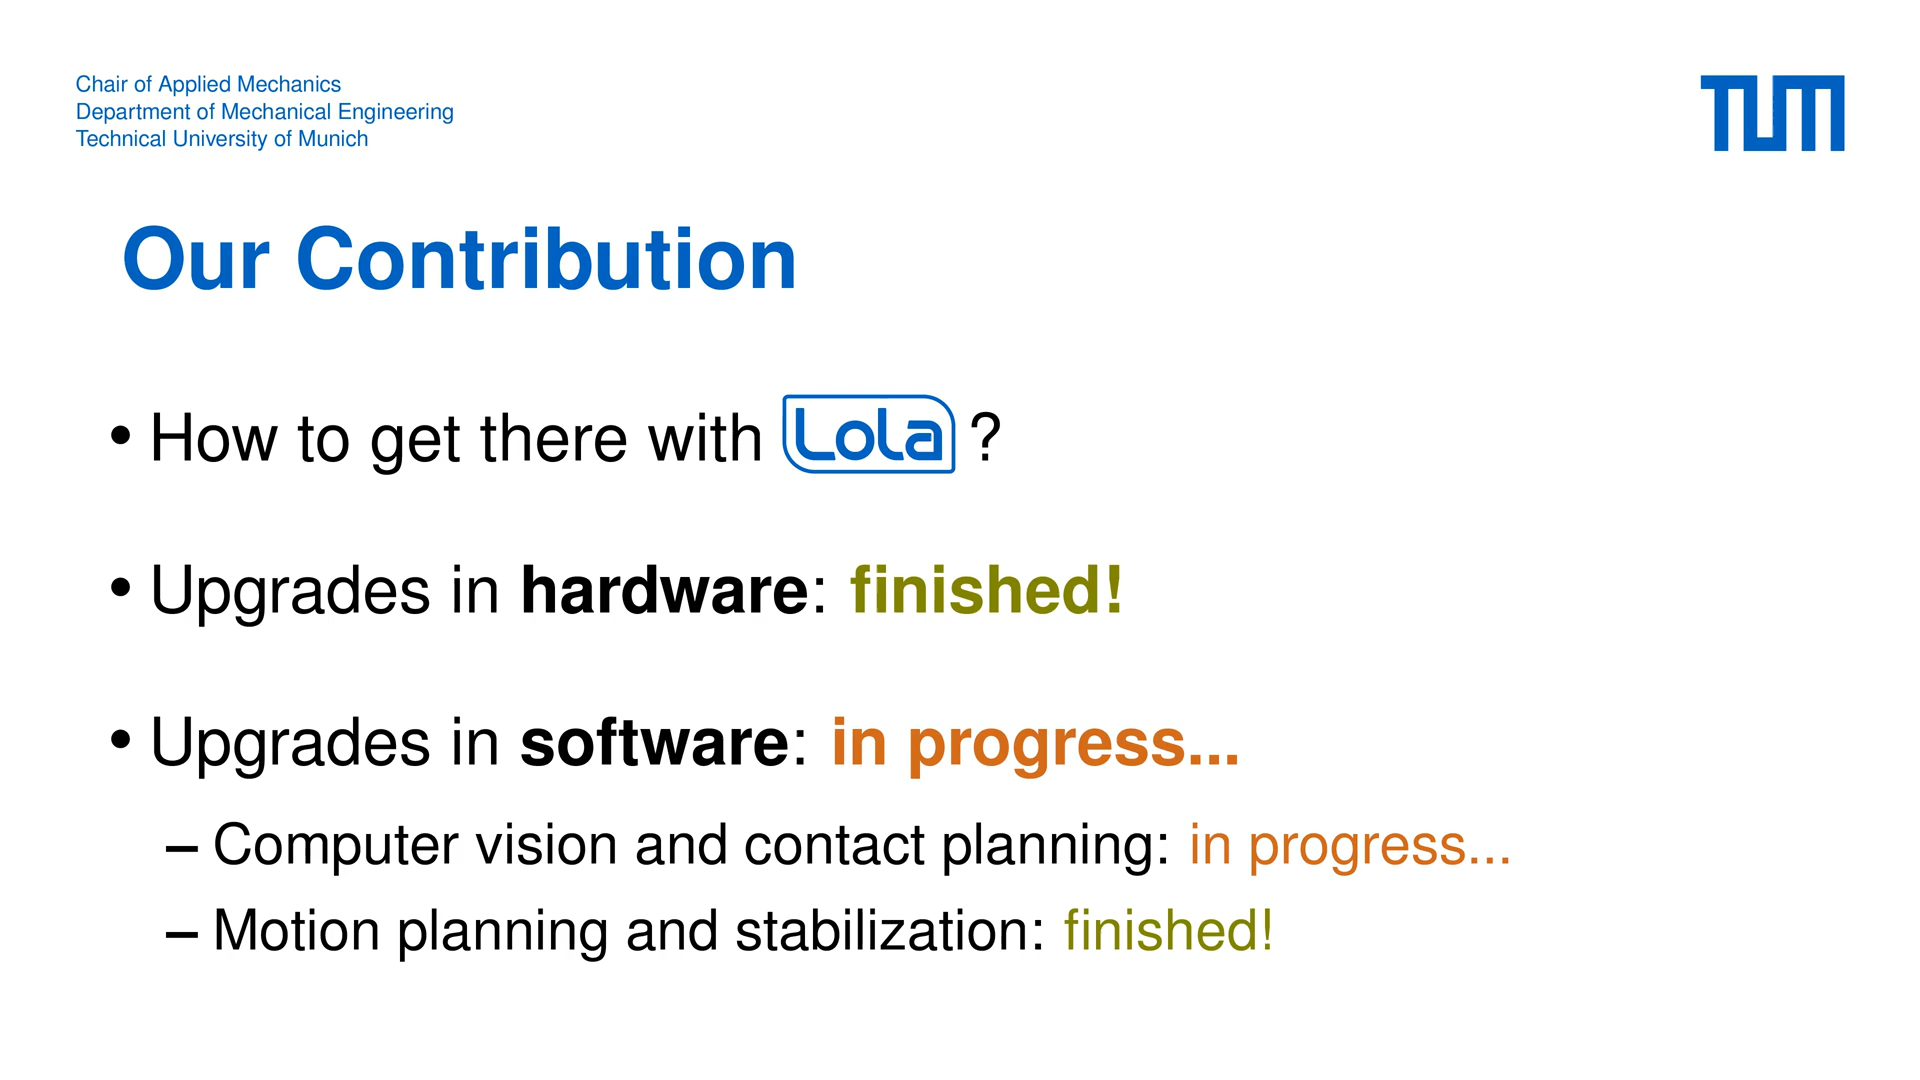 Chair of Applied Mechanics
Department of Mechanical Engineering
Technical University of Munich
TUM
Our Contribution
• How to get there with Lola ?
• Upgrades in hardware: finished!
• Upgrades in software: in progress...
– Computer vision and contact planning: in progress...
– Motion planning and stabilization: finished!